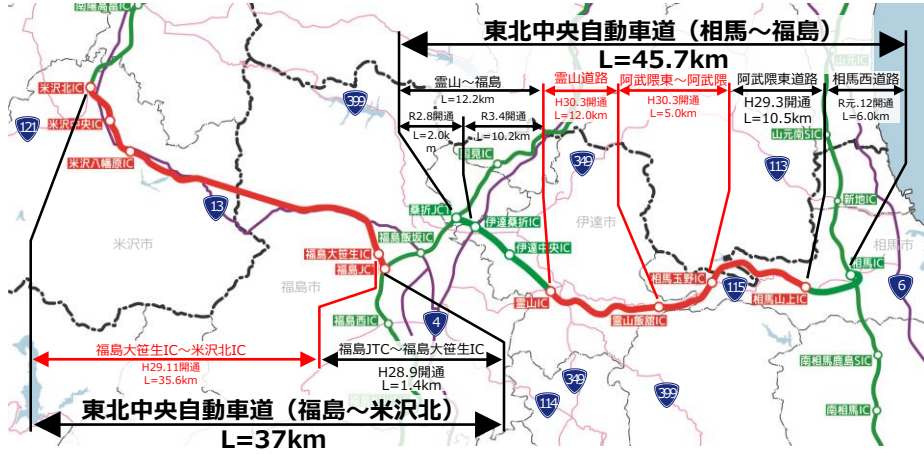 東北中央自動車道（相馬～福島）
L=45.7km
霊山～福島
L=12.2km
霊山道路
H30.3開通
L=12.0km
阿武隈東～阿武隈
H30.3開通
L=5.0km
阿武隈東道路
H29.3開通
L=10.5km
相馬西道路
R元.12開通
L=6.0km
R2.8開通
L=2.0k
m
R3.4開通
L=10.2km
南陽高畠IC
米沢北IC
米沢中央IC
米沢八幡原IC
121
399
13
349
113
山元IC
山元南SIC
新地IC
国見IC
桑折JCT
伊達桑折IC
伊達市
伊達中央IC
福島飯坂IC
福島大笹生IC
福島JC
米沢市
福島市
相馬市
相馬IC
相馬玉野IC
相馬山上IC
115
6
霊山IC
霊山飯舘IC
4
福島西IC
南相馬鹿島SIC
南相馬IC
349
114
399
福島大笹生IC～米沢北IC
H29.11開通
L=35.6km
福島JTC～福島大笹生IC
H28.9開通
L=1.4km
東北中央自動車道（福島～米沢北）
L=37km